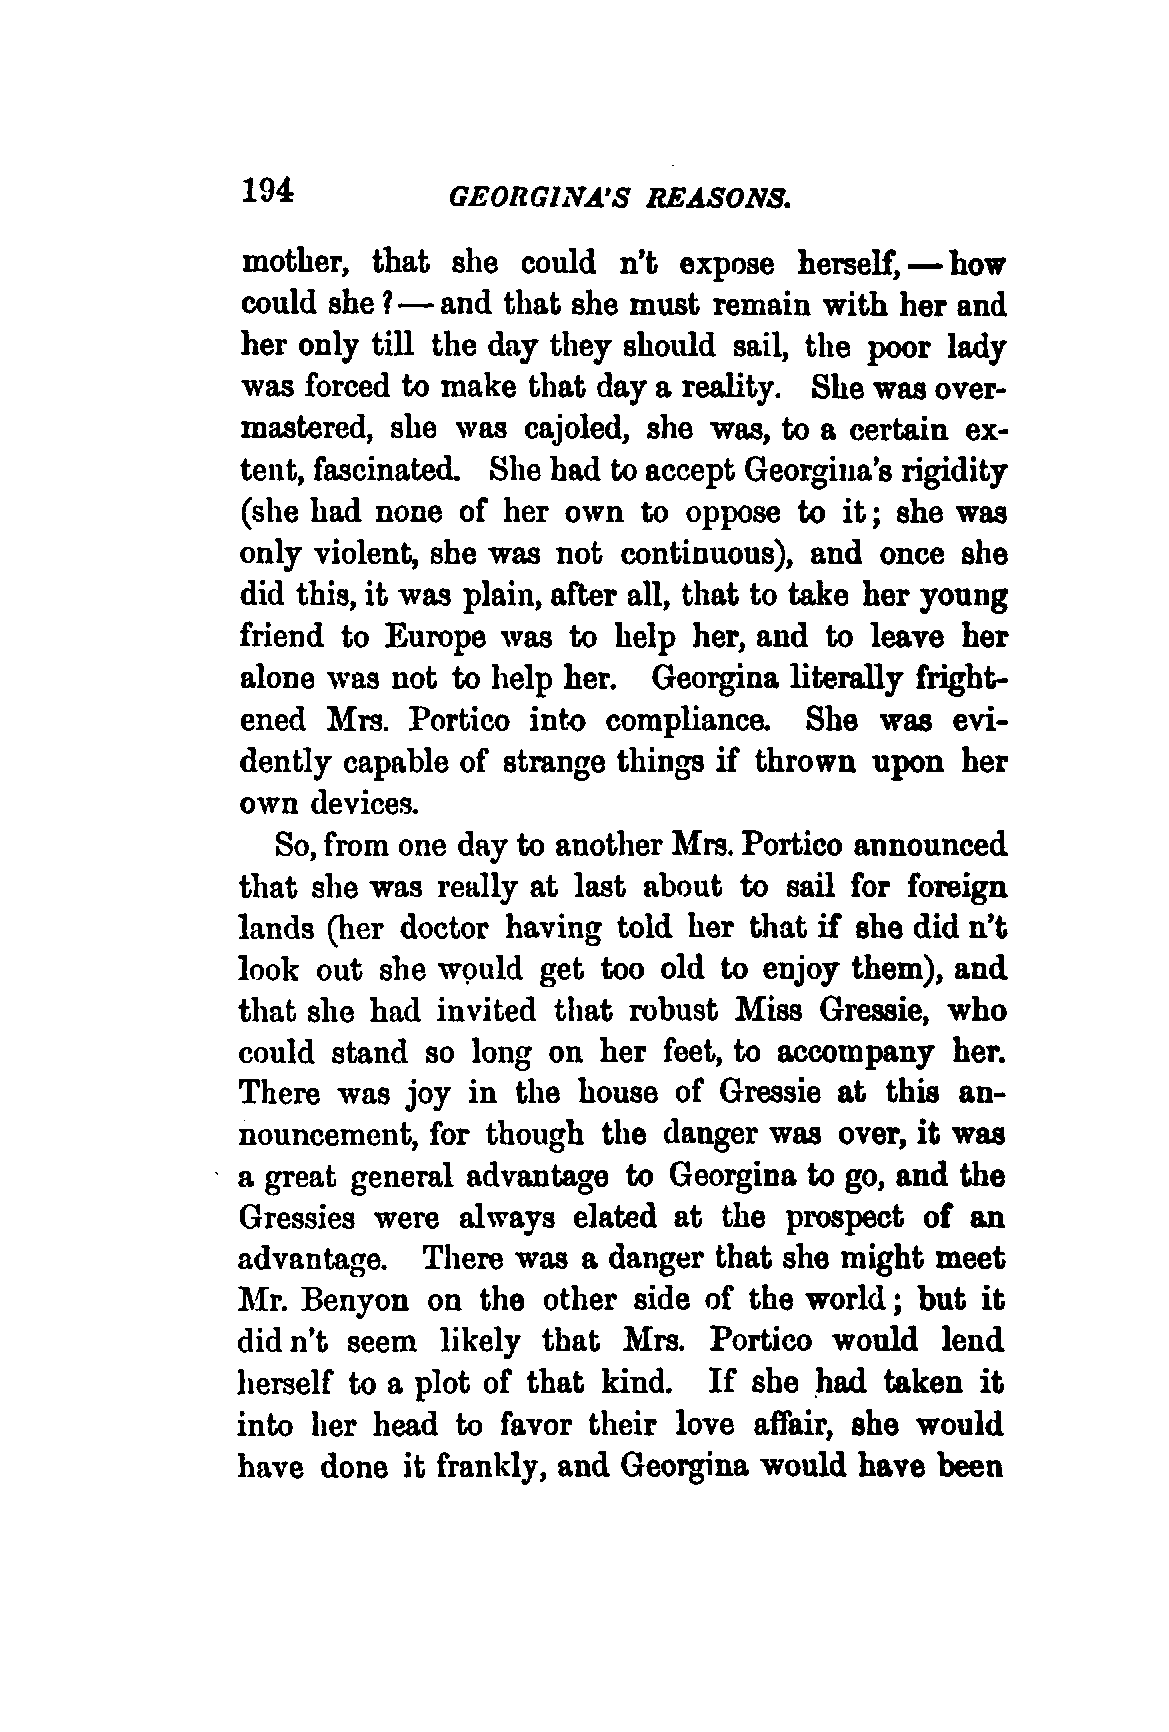 194 GEORGINA'S REASONS.
mother, that she could n't expose herself, — how
could she? — and that she must remain with her and
her only till the day they should sail, the poor lady
was forced to make that day a reality. She was over-
mastered, she was cajoled, she was, to a certain ex-
tent, fascinated. She had to accept Georgina's rigidity
(she had none of her own to oppose to it; she was
only violent, she was not continuous), and once she
did this, it was plain, after all, that to take her young
friend to Europe was to help her, and to leave her
alone was not to help her. Georgina literally fright-
ened Mrs. Portico into compliance. She was evi-
dently capable of strange things if thrown upon her
own devices.
So, from one day to another Mrs. Portico announced
that she was really at last about to sail for foreign
lands (her doctor having told her that if she did n't
look out she would get too old to enjoy them), and
that she had invited that robust Miss Gressie, who
could stand so long on her feet, to accompany her.
There was joy in the house of Gressie at this an-
nouncement, for though the danger was over, it was
a great general advantage to Georgina to go, and the
Gressies were always elated at the prospect of an
advantage. There was a danger that she might meet
Mr. Benyon on the other side of the world; but it
did n't seem likely that Mrs. Portico would lend
herself to a plot of that kind. If she had taken it
into her head to favor their love affair, she would
have done it frankly, and Georgina would have been